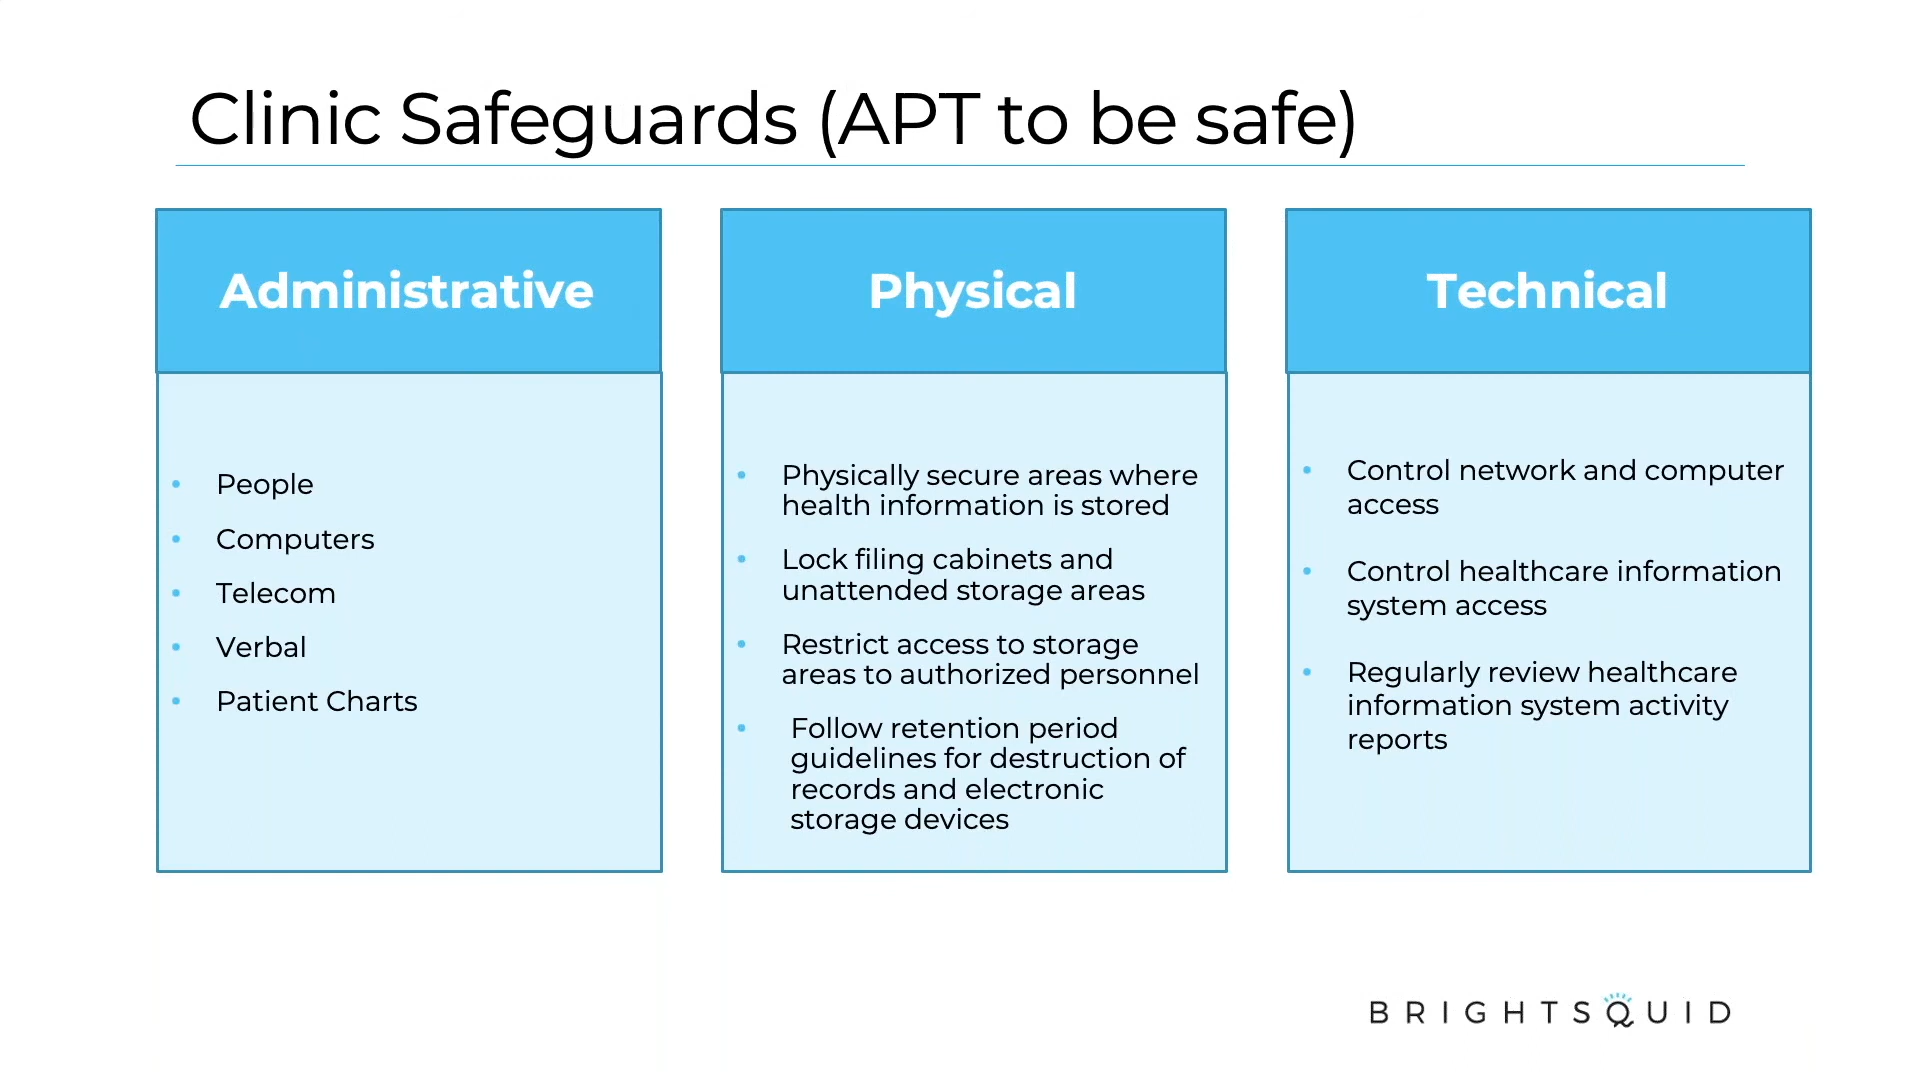 Clinic Safeguards (APT to be safe)
Administrative
• People
• Computers
• Telecom
• Verbal
• Patient Charts
Physical
• Physically secure areas where
health information is stored
• Lock filing cabinets and
unattended storage areas
• Restrict access to storage
areas to authorized personnel
• Follow retention period
guidelines for destruction of
records and electronic
storage devices
Technical
• Control network and computer
access
• Control healthcare information
system access
• Regularly review healthcare
information system activity
reports
BRIGHTSQUID